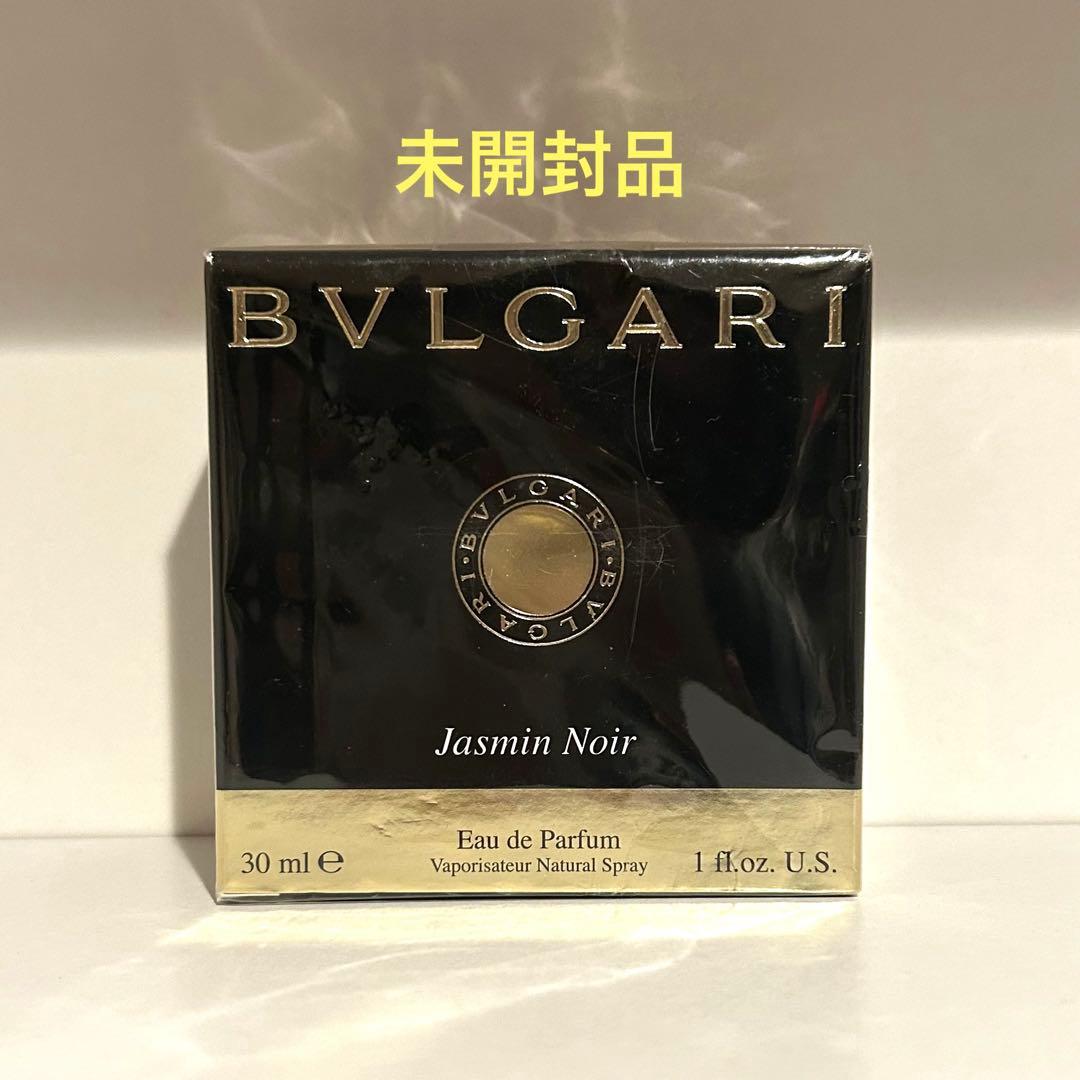 未開封品
BVLGARI
BVLGARI • BVLGARI •
Jasmin Noir
Eau de Parfum
30 ml ℮ Vaporisateur Natural Spray 1 fl.oz. U.S.